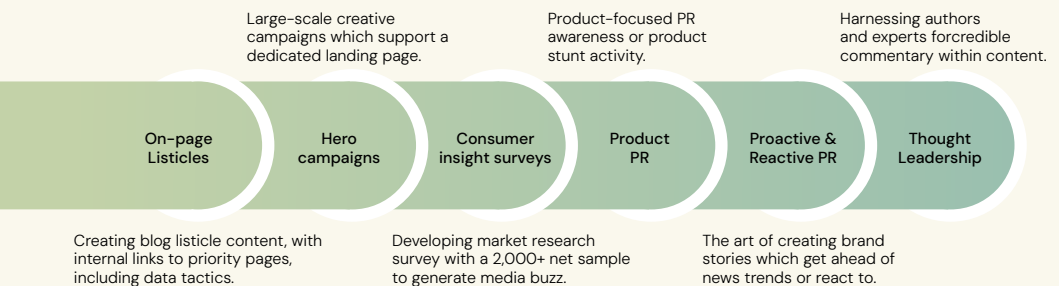 Large-scale creative
campaigns which support a
dedicated landing page.
Product-focused PR
awareness or product
stunt activity.
Harnessing authors
and experts forcredible
commentary within content.
On-page
Listicles
Hero
campaigns
Consumer
insight surveys
Product
PR
Proactive &
Reactive PR
Thought
Leadership
Creating blog listicle content, with
internal links to priority pages,
including data tactics.
Developing market research
survey with a 2,000+ net sample
to generate media buzz.
The art of creating brand
stories which get ahead of
news trends or react to.